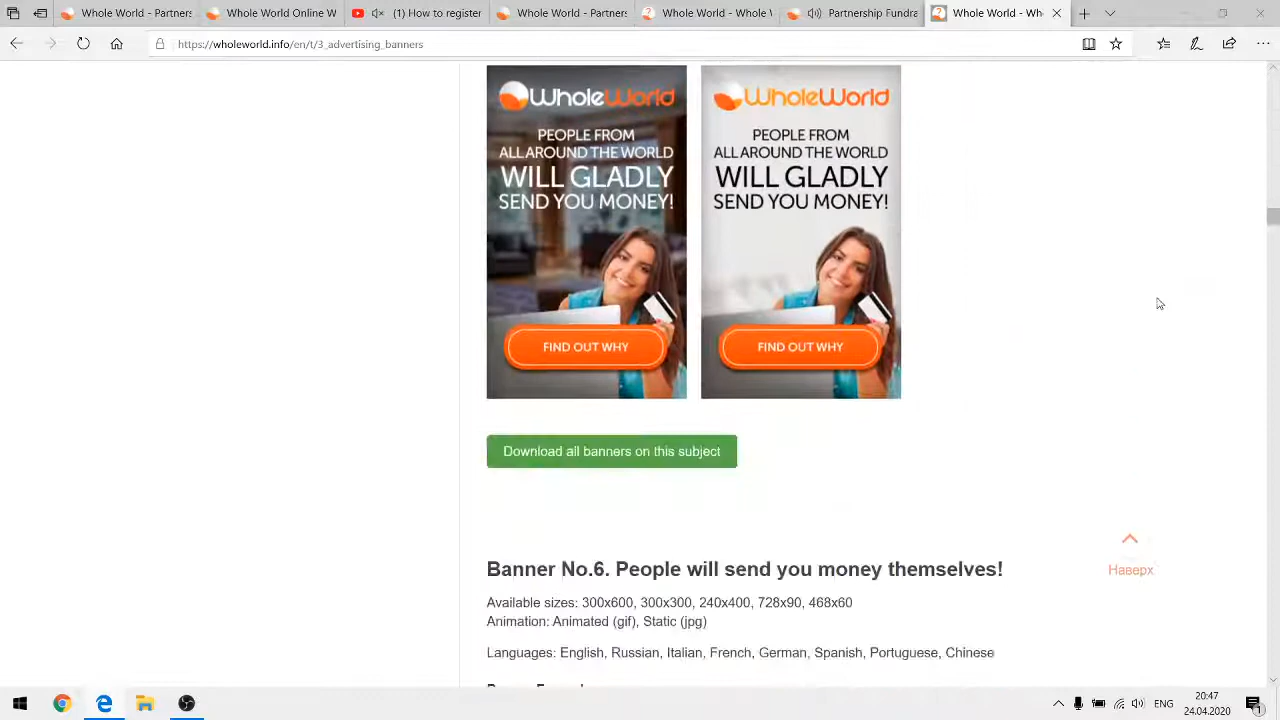 Whole World - Partners
Whole World Online W
(1) How to register
Whole World - Partners
Whole World - Wh
Partnership Fundra
Whole World - Wh
https://wholeworld.info/en/t/3_advertising_banners
WholeWorld
PEOPLE FROM
ALL AROUND THE WORLD
WILL GLADLY
SEND YOU MONEY!
FIND OUT WHY
WholeWorld
PEOPLE FROM
ALL AROUND THE WORLD
WILL GLADLY
SEND YOU MONEY!
FIND OUT WHY
Download all banners on this subject
Banner No.6. People will send you money themselves!
Наверх
Available sizes: 300x600, 300x300, 240x400, 728x90, 468x60
Animation: Animated (gif), Static (jpg)
Languages: English, Russian, Italian, French, German, Spanish, Portuguese, Chinese
ENG
20:47
24.04.2020